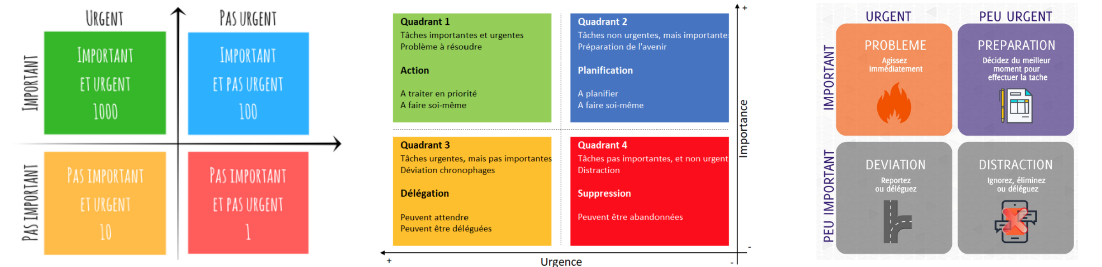 URGENT
PAS URGENT
IMPORTANT
IMPORTANT
ET URGENT
1000
IMPORTANT
ET PAS URGENT
100
PAS IMPORTANT
PAS IMPORTANT
ET URGENT
10
PAS IMPORTANT
ET PAS URGENT
1
Quadrant 1
Tâches importantes et urgentes
Problème à résoudre
Action
A traiter en priorité
A faire soi-même
Quadrant 2
Tâches non urgentes, mais importante
Préparation de l'avenir
Planification
A planifier
A faire soi-même
Quadrant 3
Tâches urgentes, mais pas importantes
Déviation chronophages
Délégation
Peuvent attendre
Peuvent être déléguées
Quadrant 4
Tâches pas importantes, et non urgent
Distraction
Suppression
Peuvent être abandonnées
+
Importance
-
+
Urgence
-
URGENT
PEU URGENT
IMPORTANT
PROBLEME
Agissez
immédiatement
PREPARATION
Décidez du meilleur
moment pour
effectuer la tache
PEU IMPORTANT
DEVIATION
Reportez
ou déléguez
DISTRACTION
Ignorez, éliminez
ou déléguez